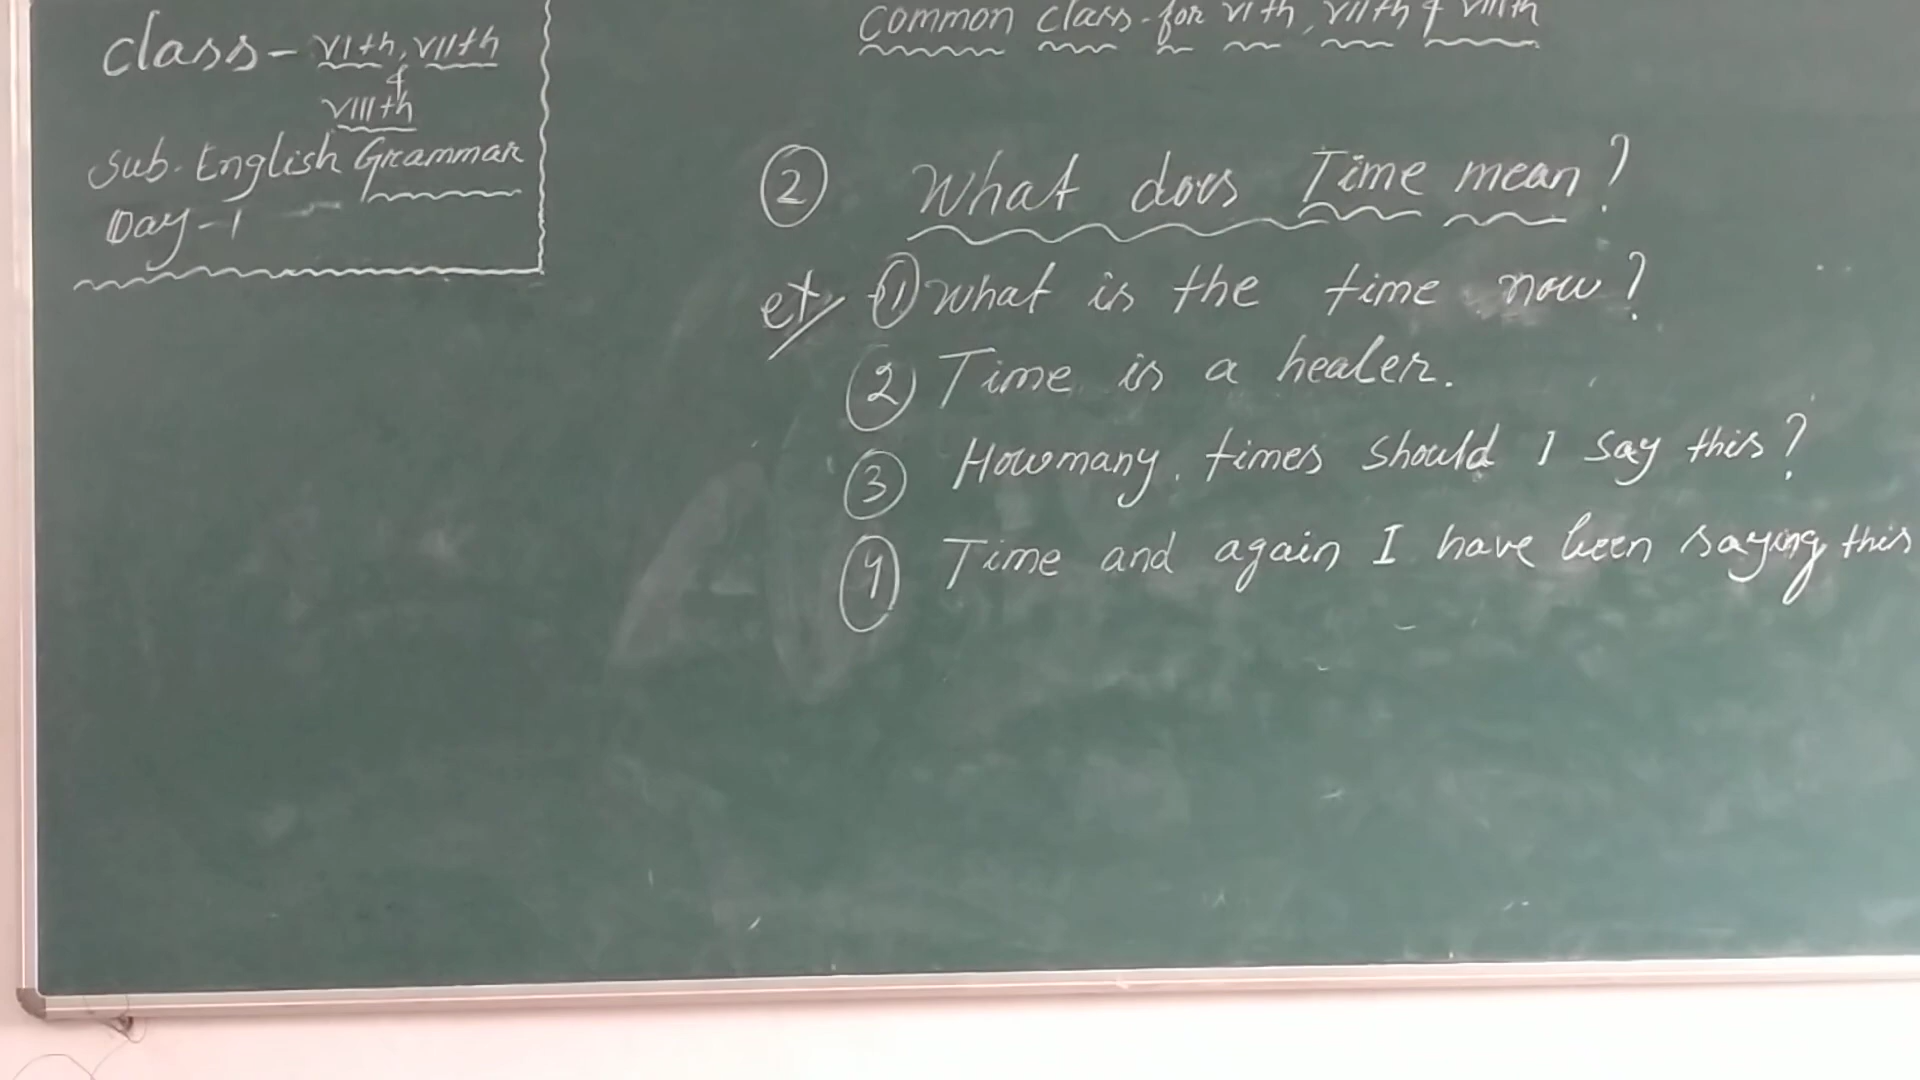 Class - VIth, VIIth
&
VIIIth
Sub. English Grammar
Day-1
Common class for VIth, VIIth & VIIIth
② What does Time mean?
ex ① What is the time now?
② Time is a healer.
③ Howmany times should I say this?
④ Time and again I have been saying this